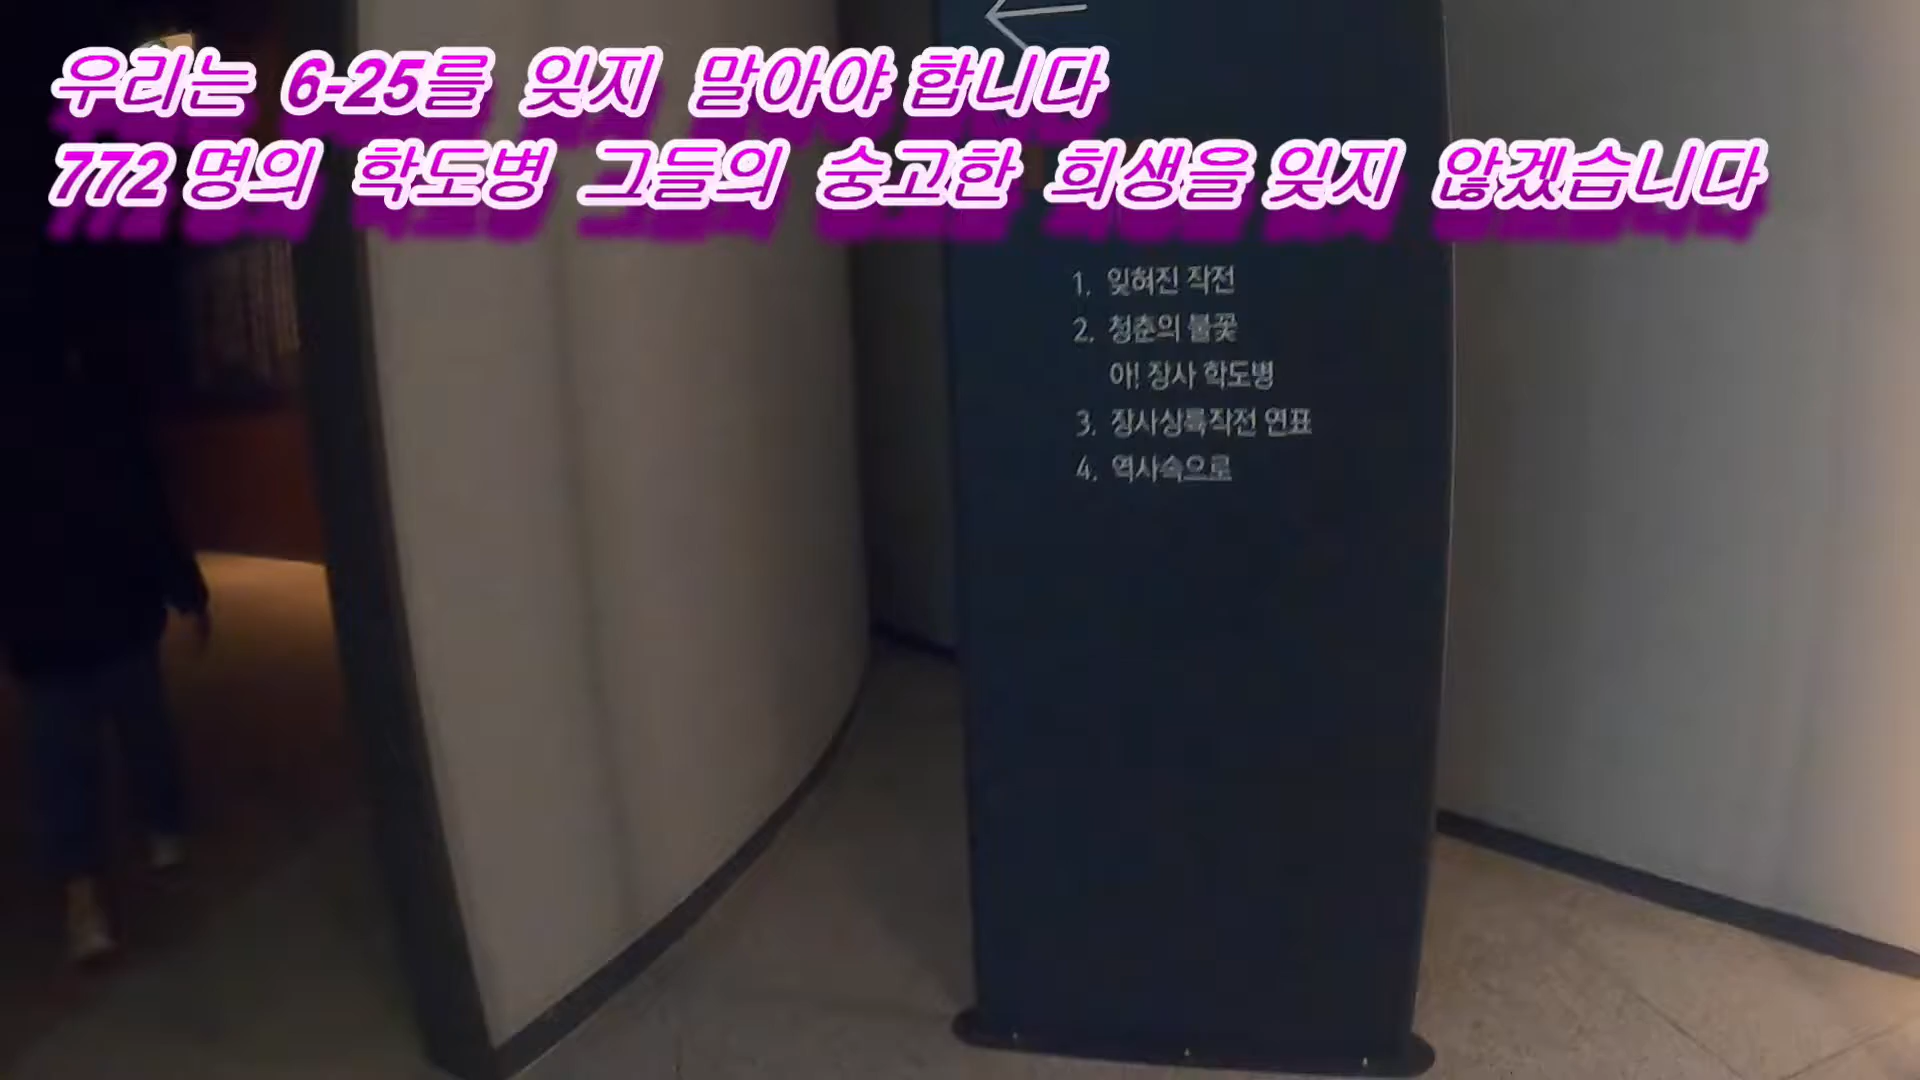 우리는 6-25를 잊지 말아야 합니다
772 명의 학도병 그들의 숭고한 희생을 잊지 않겠습니다
1. 잊혀진 작전
2. 청춘의 불꽃
아! 장사 학도병
3. 장사상륙작전 연표
4. 역사속으로